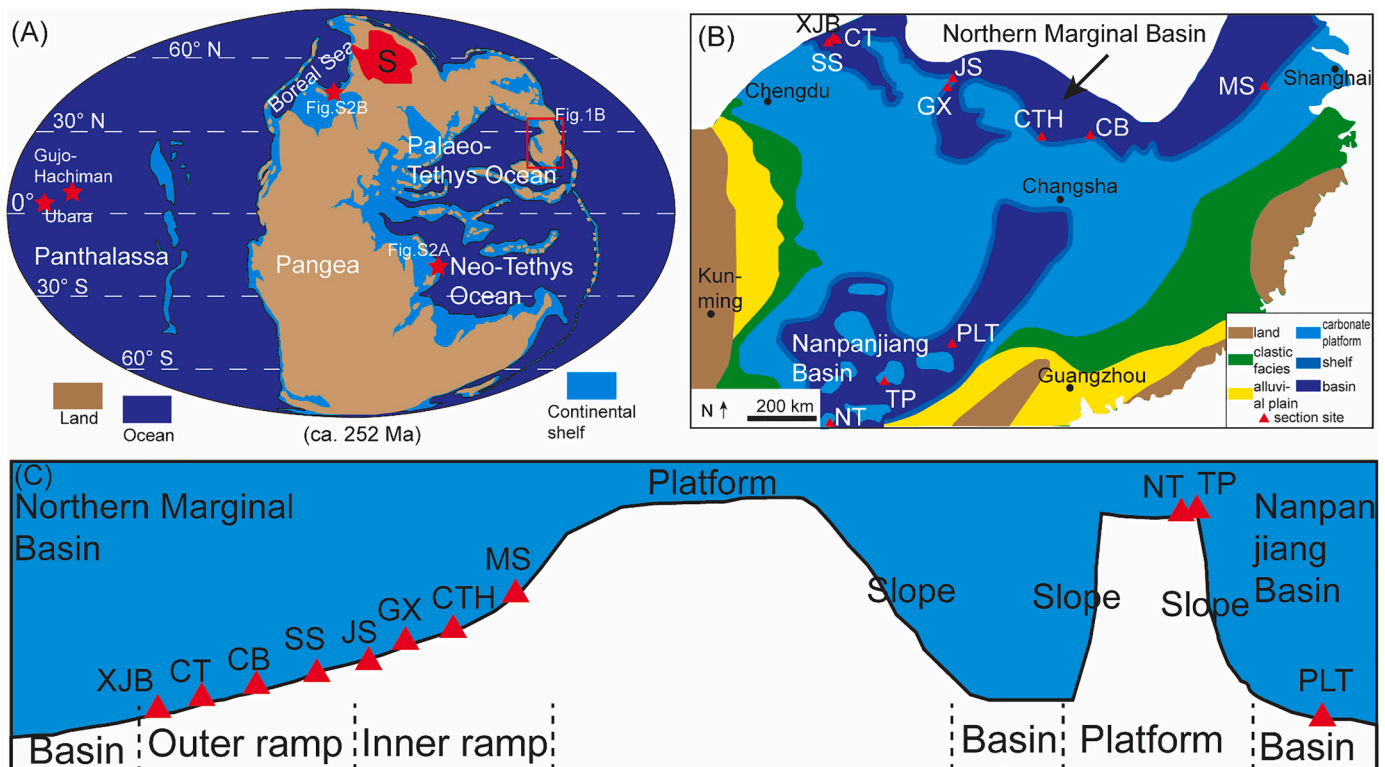 (A)
60° N
Boreal Sea
S
Fig.S2B
30° N
Fig.1B
Palaeo-
Tethys Ocean
Gujo-
Hachiman
0°
Ubara
Panthalassa
Pangea
Fig.S2A
Neo-Tethys
Ocean
30° S
60° S
Land
Ocean
(ca. 252 Ma)
Continental
shelf
(B)
XJB
CT
SS
Northern Marginal Basin
JS
GX
Chengdu
CTH
CB
MS
Shanghai
Changsha
Kun-
ming
Nanpanjiang
Basin
PLT
TP
NT
Guangzhou
N ↑
200 km
land
carbonate
platform
clastic
facies
shelf
alluvi-
al plain
basin
section site
(C)
Northern Marginal
Basin
Platform
NT
TP
Nanpan
jiang
Basin
MS
CTH
GX
JS
SS
CB
CT
XJB
Slope
Slope
Slope
PLT
Basin
Outer ramp
Inner ramp
Basin
Platform
Basin